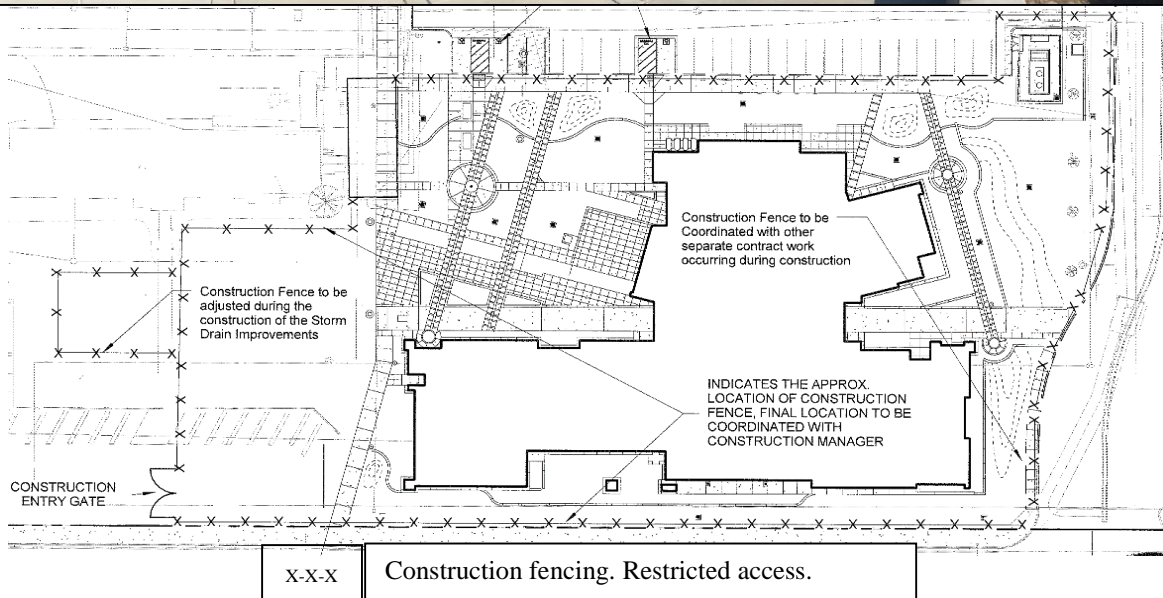 Construction Fence to be
Coordinated with other
separate contract work
occurring during construction
Construction Fence to be
adjusted during the
construction of the Storm
Drain Improvements
INDICATES THE APPROX.
LOCATION OF CONSTRUCTION
FENCE, FINAL LOCATION TO BE
COORDINATED WITH
CONSTRUCTION MANAGER
CONSTRUCTION
ENTRY GATE
X-X-X
Construction fencing. Restricted access.